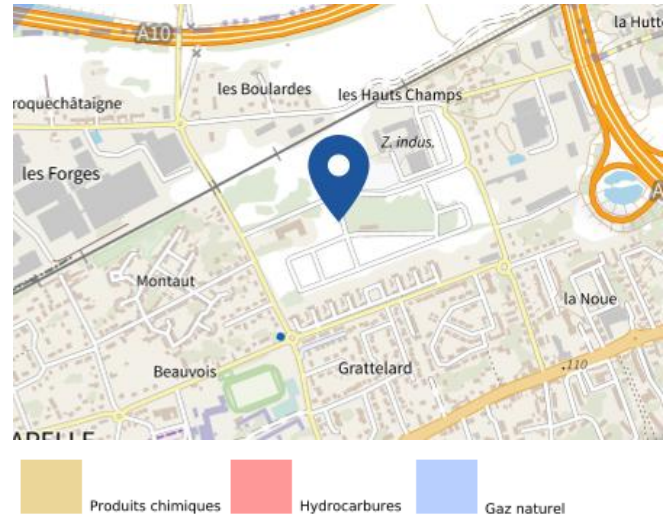 A10
la Hutte
les Boulardes
roquechâtaigne
les Hauts Champs
Z. indus.
les Forges
A
Montaut
la Noue
Beauvois
Grattelard
110
APELLE
Produits chimiques
Hydrocarbures
Gaz naturel